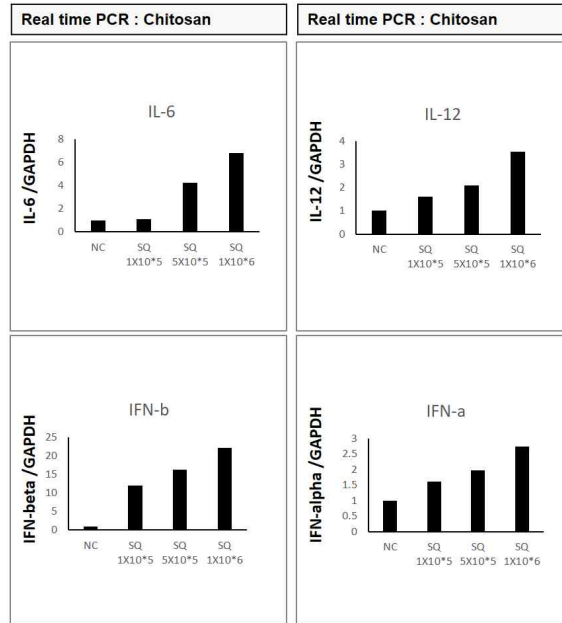 Real time PCR : Chitosan
Real time PCR : Chitosan
IL-6
IL-6 /GAPDH
8
6
4
2
0
NC
SQ
1X10*5
SQ
5X10*5
SQ
1X10*6
IL-12
IL-12 /GAPDH
4
3
2
1
0
NC
SQ
1X10*5
SQ
5X10*5
SQ
1X10*6
IFN-b
IFN-beta /GAPDH
25
20
15
10
5
0
NC
SQ
1X10*5
SQ
5X10*5
SQ
1X10*6
IFN-a
IFN-alpha /GAPDH
3
2.5
2
1.5
1
0.5
0
NC
SQ
1X10*5
SQ
5X10*5
SQ
1X10*6